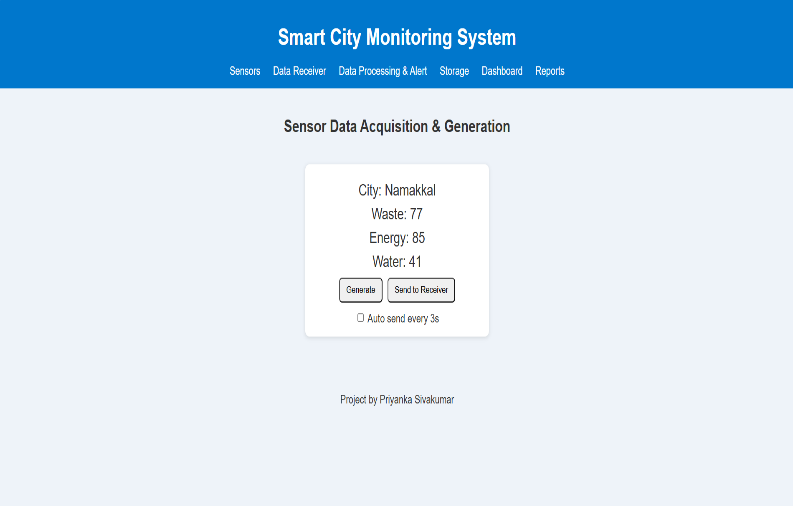 Smart City Monitoring System
Sensors Data Receiver Data Processing & Alert Storage Dashboard Reports
Sensor Data Acquisition & Generation
City: Namakkal
Waste: 77
Energy: 85
Water: 41
Generate Send to Receiver
Auto send every 3s
Project by Priyanka Sivakumar